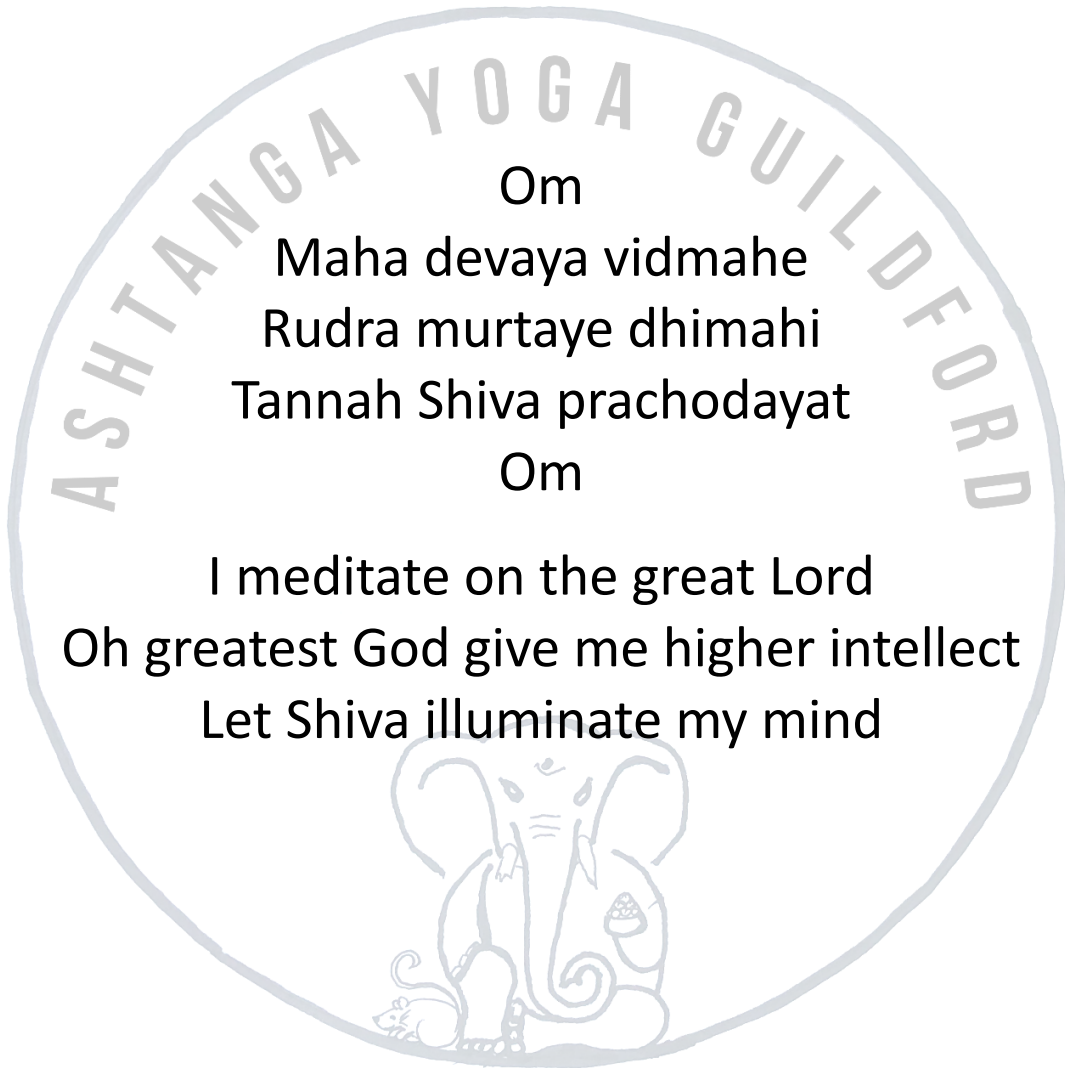 ASHTANGA YOGA GUILDFORD
Om
Maha devaya vidmahe
Rudra murtaye dhimahi
Tannah Shiva prachodayat
Om
I meditate on the great Lord
Oh greatest God give me higher intellect
Let Shiva illuminate my mind